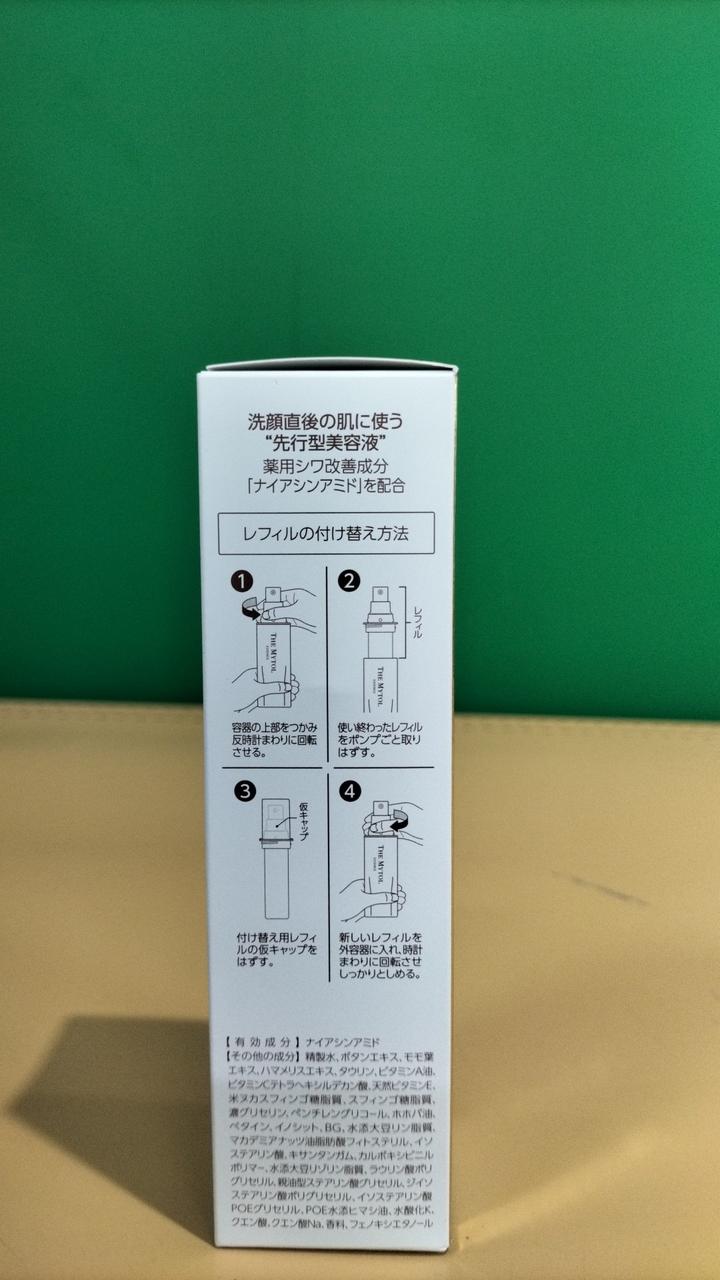 洗顔直後の肌に使う
“先行型美容液”
薬用シワ改善成分
「ナイアシンアミド」を配合
レフィルの付け替え方法
1
THE MYTOL
容器の上部をつかみ
反時計まわりに回転
させる。
2
レフィル
THE MYTOL
使い終わったレフィル
をポンプごと取り
はずす。
3
仮キャップ
付け替え用レフィ
ルの仮キャップを
はずす。
4
THE MYTOL
新しいレフィルを
外容器に入れ、時計
まわりに回転させ
しっかりとしめる。
【有効成分】ナイアシンアミド
【その他の成分】精製水、ボタンエキス、モモ葉
エキス、ハマメリスエキス、タウリン、ビタミンA油、
ビタミンCテトラヘキシルデカン酸、天然ビタミンE、
米ヌカスフィンゴ糖脂質、スフィンゴ糖脂質、
濃グリセリン、ペンチレングリコール、ホホバ油、
ベタイン、イノシット、BG、水添大豆リン脂質、
マカデミアナッツ油脂肪酸フィトステリル、イソ
ステアリン酸、キサンタンガム、カルボキシビニル
ポリマー、水添大豆リゾリン脂質、ラウリン酸ポリ
グリセリル、親油型ステアリン酸グリセリル、ジイソ
ステアリン酸ポリグリセリル、イソステアリン酸
POEグリセリル、POE水添ヒマシ油、水酸化K、
クエン酸、クエン酸Na、香料、フェノキシエタノール